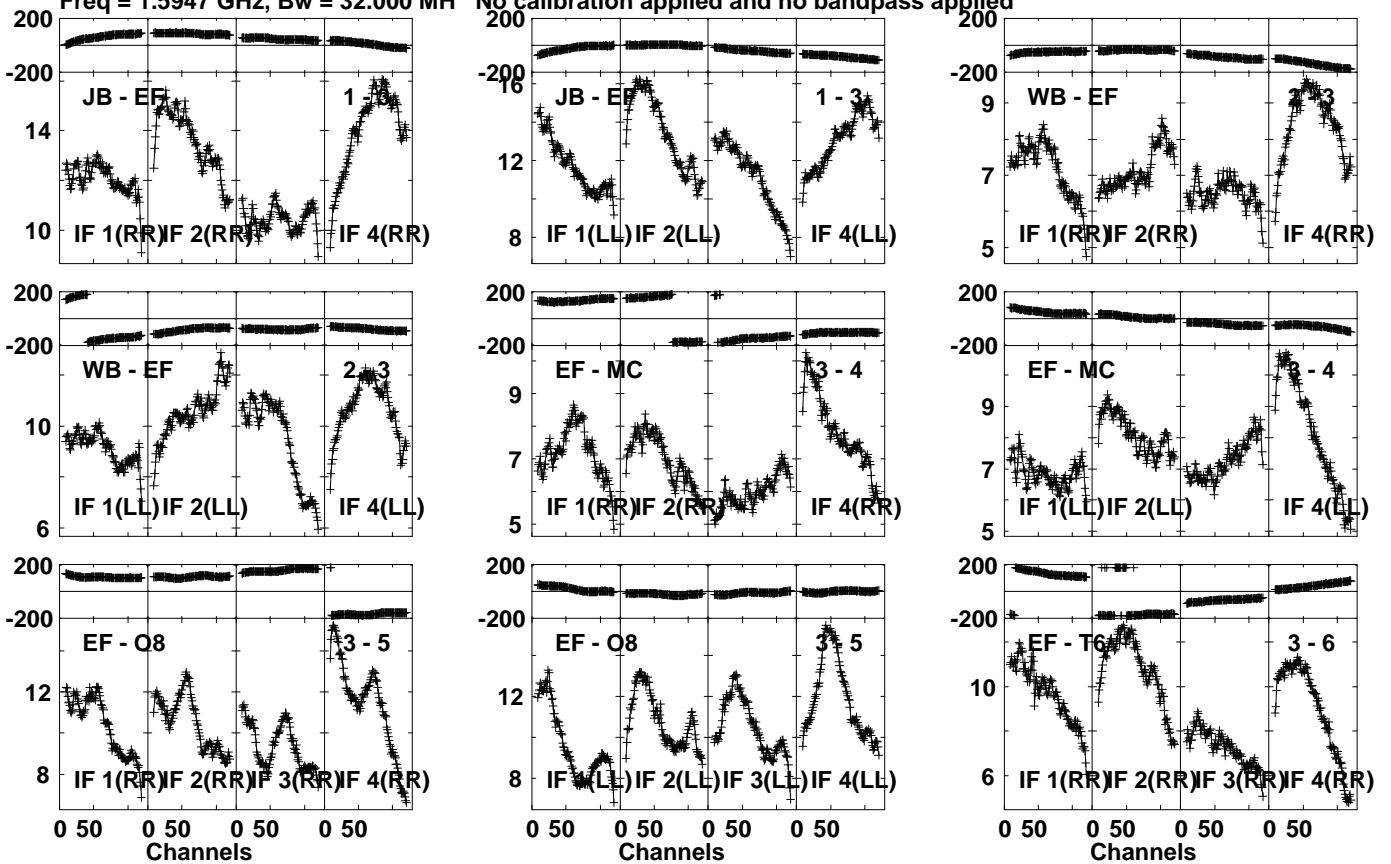 Freq = 1.5947 GHz, Bw = 32.000 MH No calibration applied and no bandpass applied
200 200 200
-200 -200 -200
JB - EF 1 - 3 JB - EF 1 - 3 WB - EF 2 - 3
14 16 9
10 12 7
8 5
IF 1(RR) IF 2(RR) IF 4(RR) IF 1(LL) IF 2(LL) IF 4(LL) IF 1(RR) IF 2(RR) IF 4(RR)
200 200 200
-200 -200 -200
WB - EF 2 - 3 EF - MC 3 - 4 EF - MC 3 - 4
10 9 9
6 7 7
5 5
IF 1(LL) IF 2(LL) IF 4(LL) IF 1(RR) IF 2(RR) IF 4(RR) IF 1(LL) IF 2(LL) IF 4(LL)
200 200 200
-200 -200 -200
EF - O8 3 - 5 EF - O8 3 - 5 EF - T6 3 - 6
12 12 10
8 8 6
IF 1(RR) IF 2(RR) IF 3(RR) IF 4(RR) IF 1(LL) IF 2(LL) IF 3(LL) IF 4(LL) IF 1(RR) IF 2(RR) IF 3(RR) IF 4(RR)
0 50 0 50 0 50 0 50 0 50 0 50 0 50 0 50 0 50 0 50 0 50 0 50
Channels Channels Channels